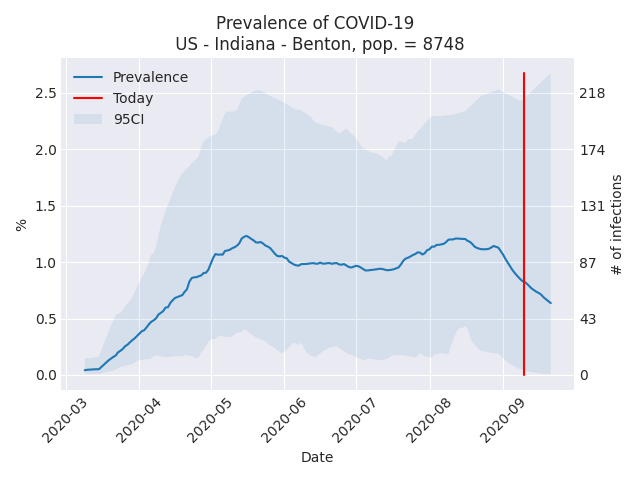 Prevalence of COVID-19
US - Indiana - Benton, pop. = 8748
Prevalence
Today
95CI
2.5
2.0
1.5
1.0
0.5
0.0
%
218
174
131
87
43
0
# of infections
2020-03
2020-04
2020-05
2020-06
2020-07
2020-08
2020-09
Date